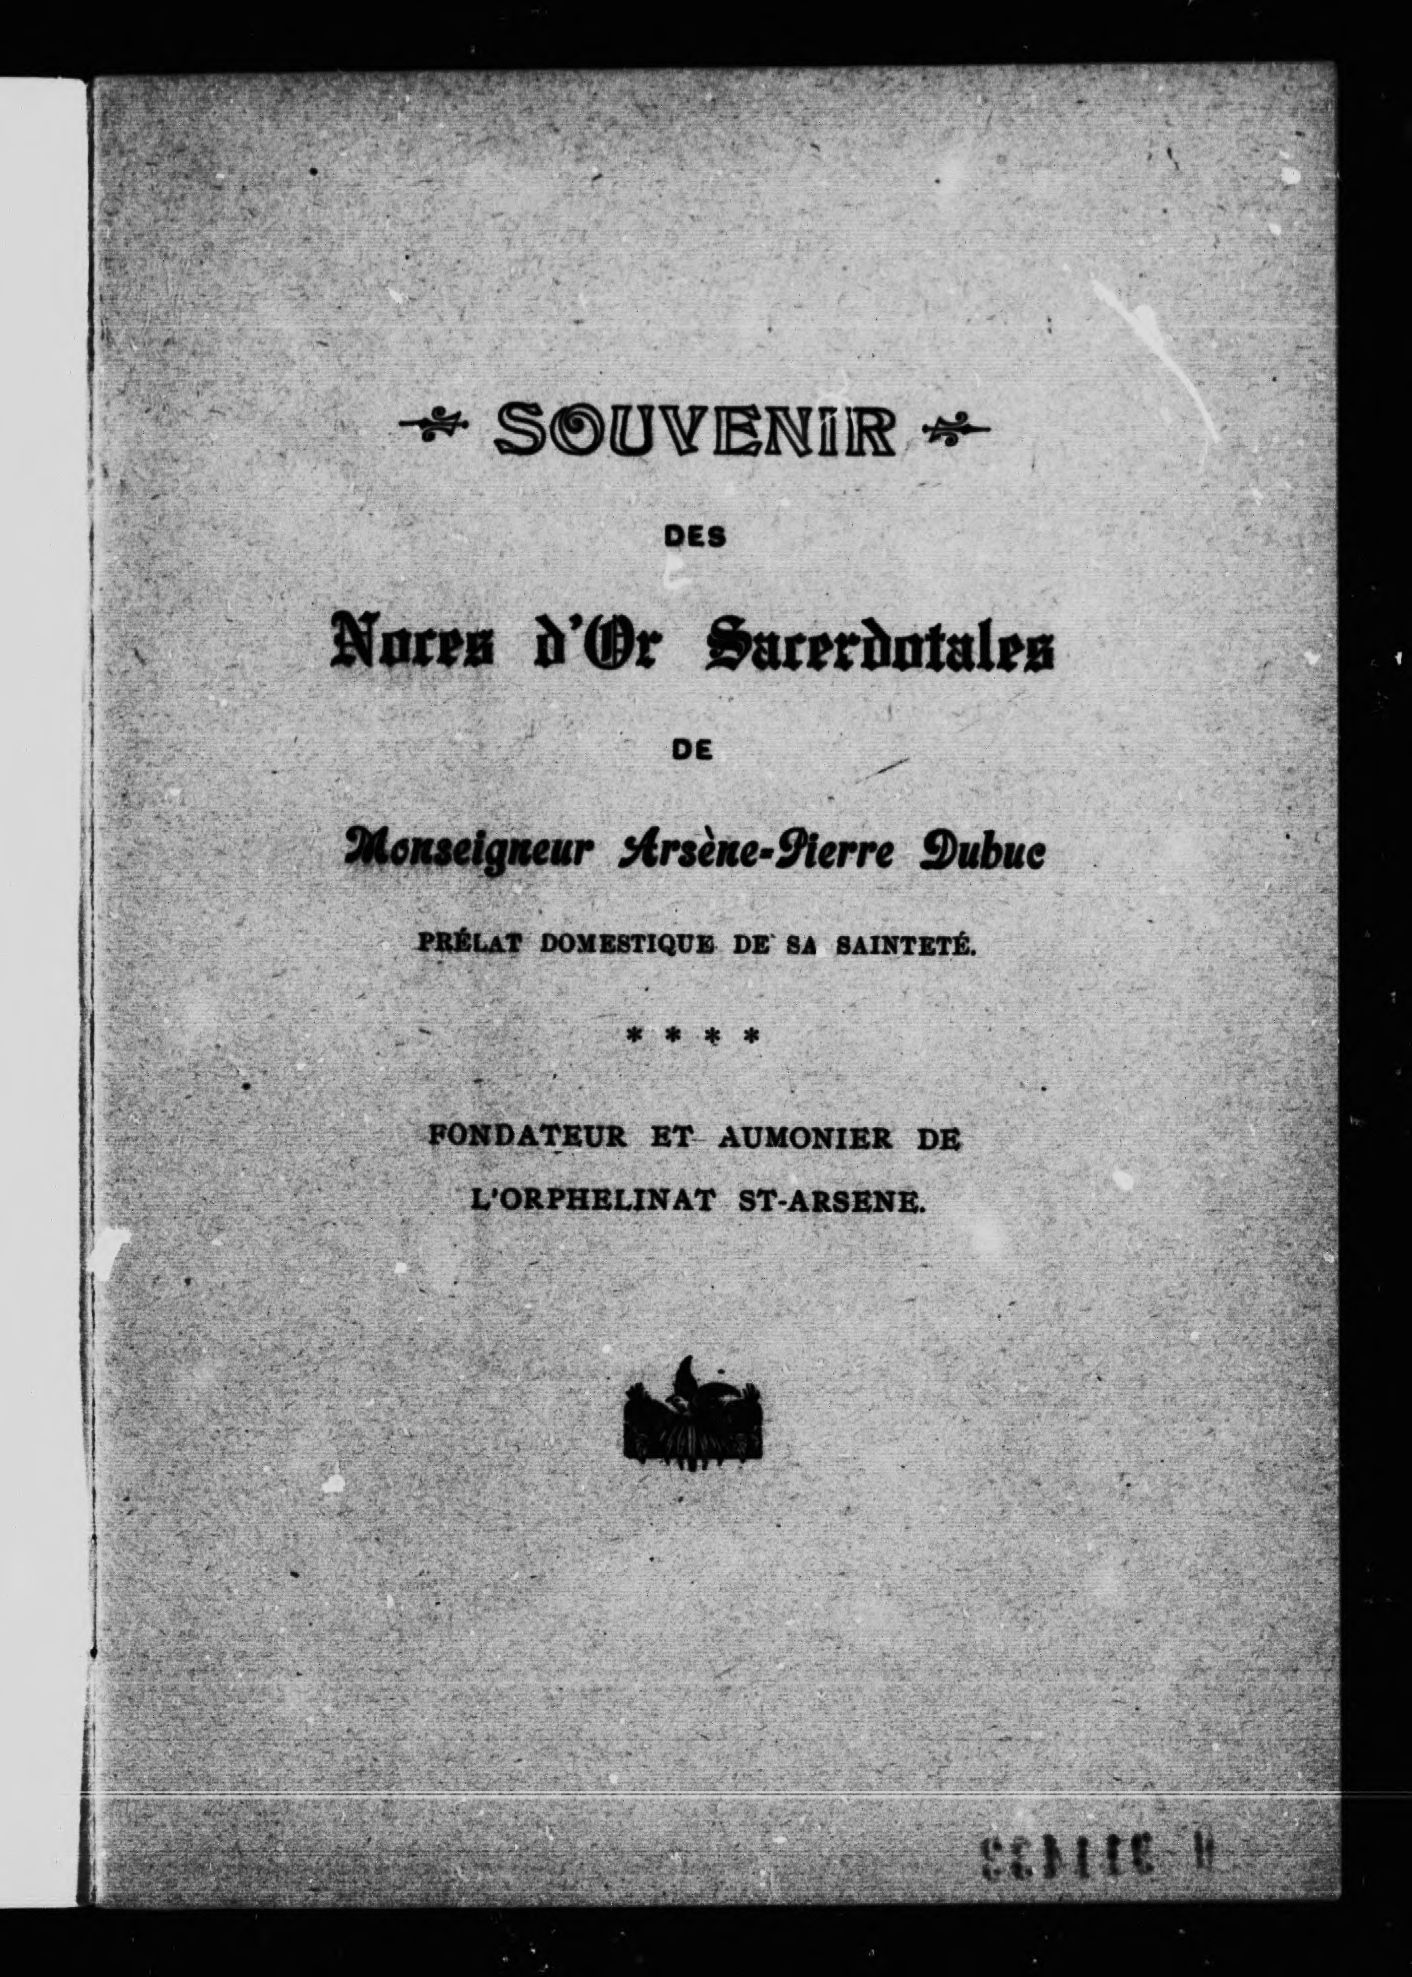 SOUVENIR
DES
Noces d'Or Sacerdotales
DE
Monseigneur Arsène-Pierre Dubuc
PRÉLAT DOMESTIQUE DE SA SAINTETÉ.
* * * *
FONDATEUR ET AUMONIER DE
L'ORPHELINAT ST-ARSENE.